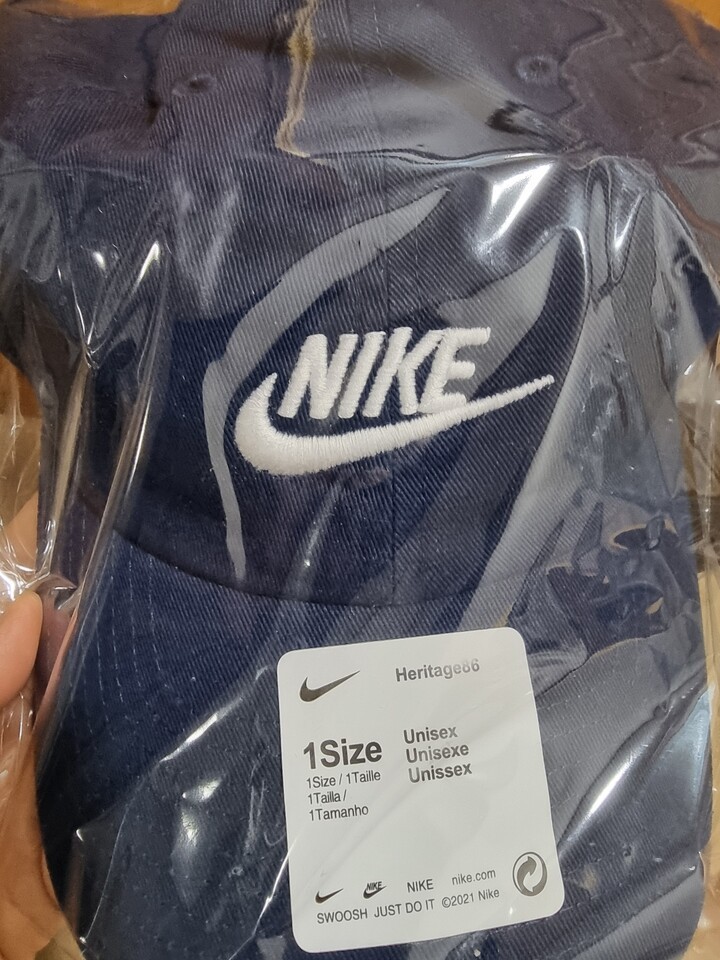 NIKE
Heritage86
1Size
1Size / 1Taille
1Tailla /
1Tamanho
Unisex
Unisexe
Unissex
NIKE NIKE nike.com
SWOOSH JUST DO IT ©2021 Nike